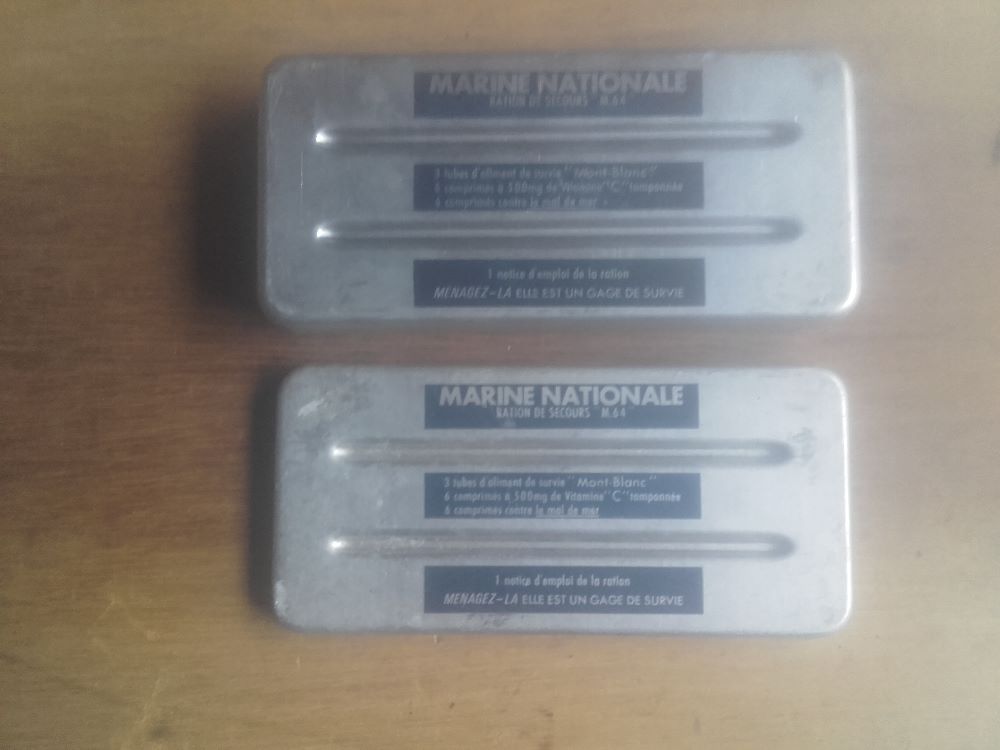 MARINE NATIONALE
RATION DE SECOURS "M.64"
3 tubes d'aliment de survie "Mont-Blanc"
6 comprimés à 500mg de Vitamine "C" tamponnée
6 comprimés contre le mal de mer
1 notice d'emploi de la ration
MENAGEZ-LA ELLE EST UN GAGE DE SURVIE
MARINE NATIONALE
RATION DE SECOURS "M.64"
3 tubes d'aliment de survie "Mont-Blanc"
6 comprimés à 500mg de Vitamine "C" tamponnée
6 comprimés contre le mal de mer
1 notice d'emploi de la ration
MENAGEZ-LA ELLE EST UN GAGE DE SURVIE